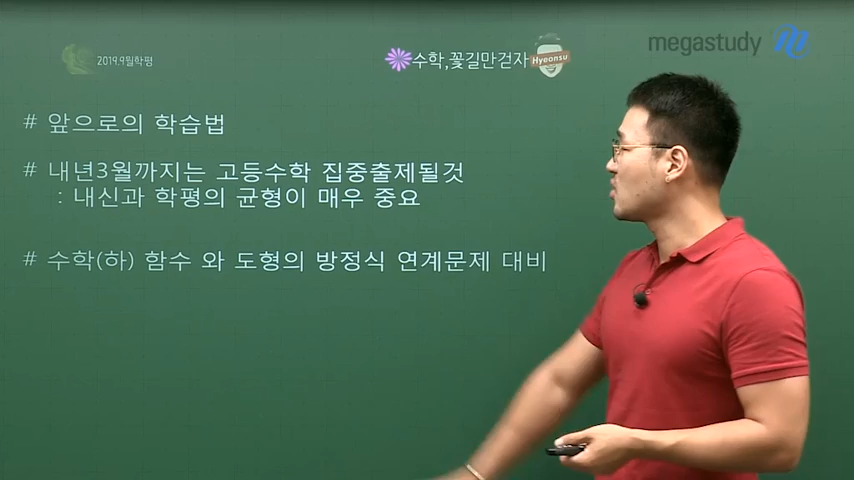 2019.9월학평
수학,꽃길만걷자
Hyeonsu
megastudy
# 앞으로의 학습법
# 내년3월까지는 고등수학 집중출제될것
: 내신과 학평의 균형이 매우 중요
# 수학(하) 함수 와 도형의 방정식 연계문제 대비